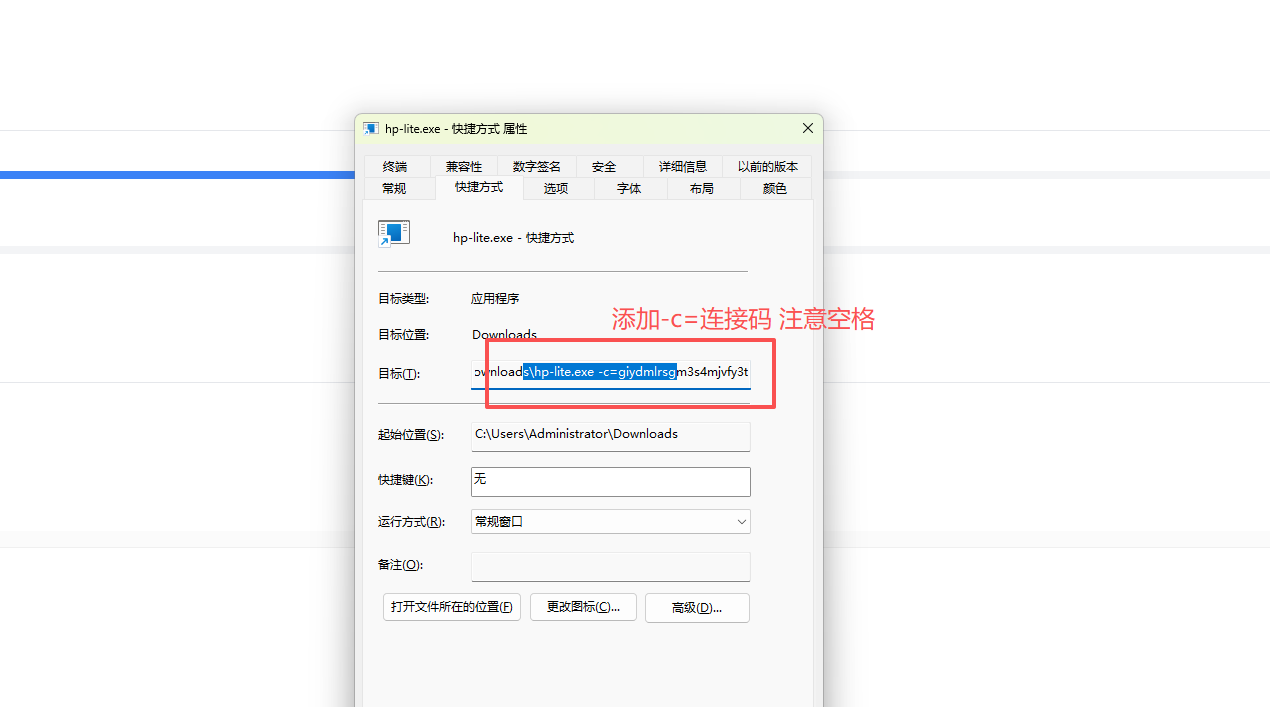 hp-lite.exe - 快捷方式 属性
终端 兼容性 数字签名 安全 详细信息 以前的版本
常规 快捷方式 选项 字体 布局 颜色
hp-lite.exe - 快捷方式
目标类型: 应用程序
添加-c=连接码 注意空格
目标位置: Downloads
目标(T): ownloads\hp-lite.exe -c=giydmlrsgm3s4mjvfy3t
起始位置(S): C:\Users\Administrator\Downloads
快捷键(K): 无
运行方式(R): 常规窗口
备注(O):
打开文件所在的位置(F) 更改图标(C)... 高级(D)...